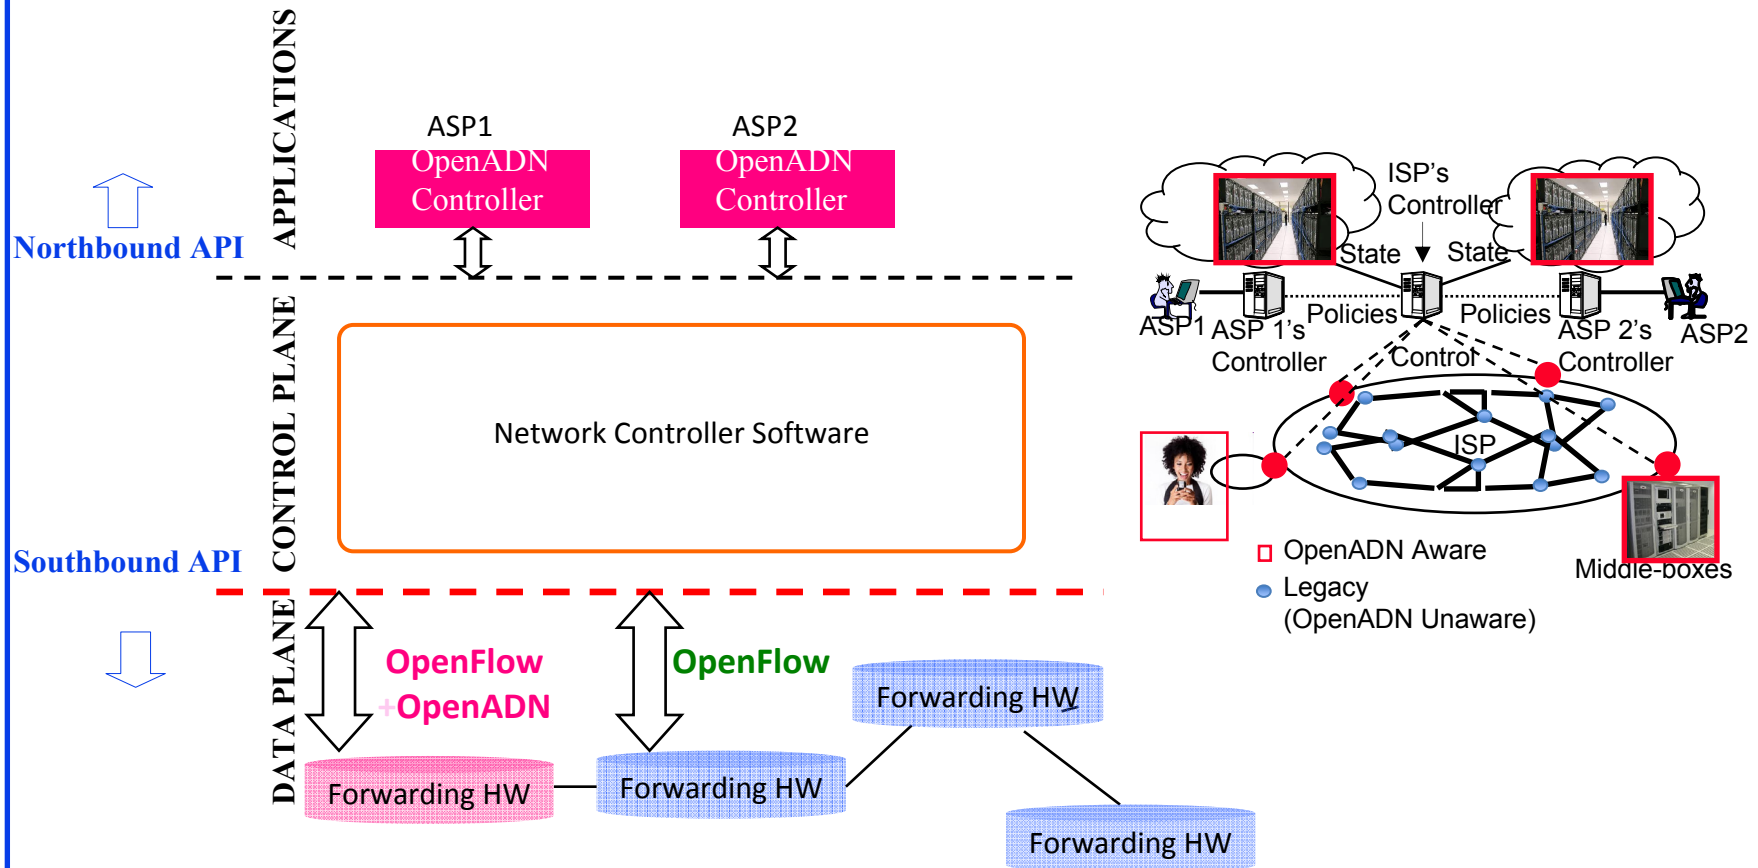 APPLICATIONS
CONTROL PLANE
DATA PLANE
Northbound API
Southbound API
ASP1
OpenADN
Controller
ASP2
OpenADN
Controller
Network Controller Software
OpenFlow
+OpenADN
OpenFlow
Forwarding HW
Forwarding HW
Forwarding HW
Forwarding HW
ISP's
Controller
State
State
Policies
Policies
ASP1
ASP 1's
Controller
Control
ASP 2's
Controller
ASP2
ISP
OpenADN Aware
Middle-boxes
Legacy
(OpenADN Unaware)